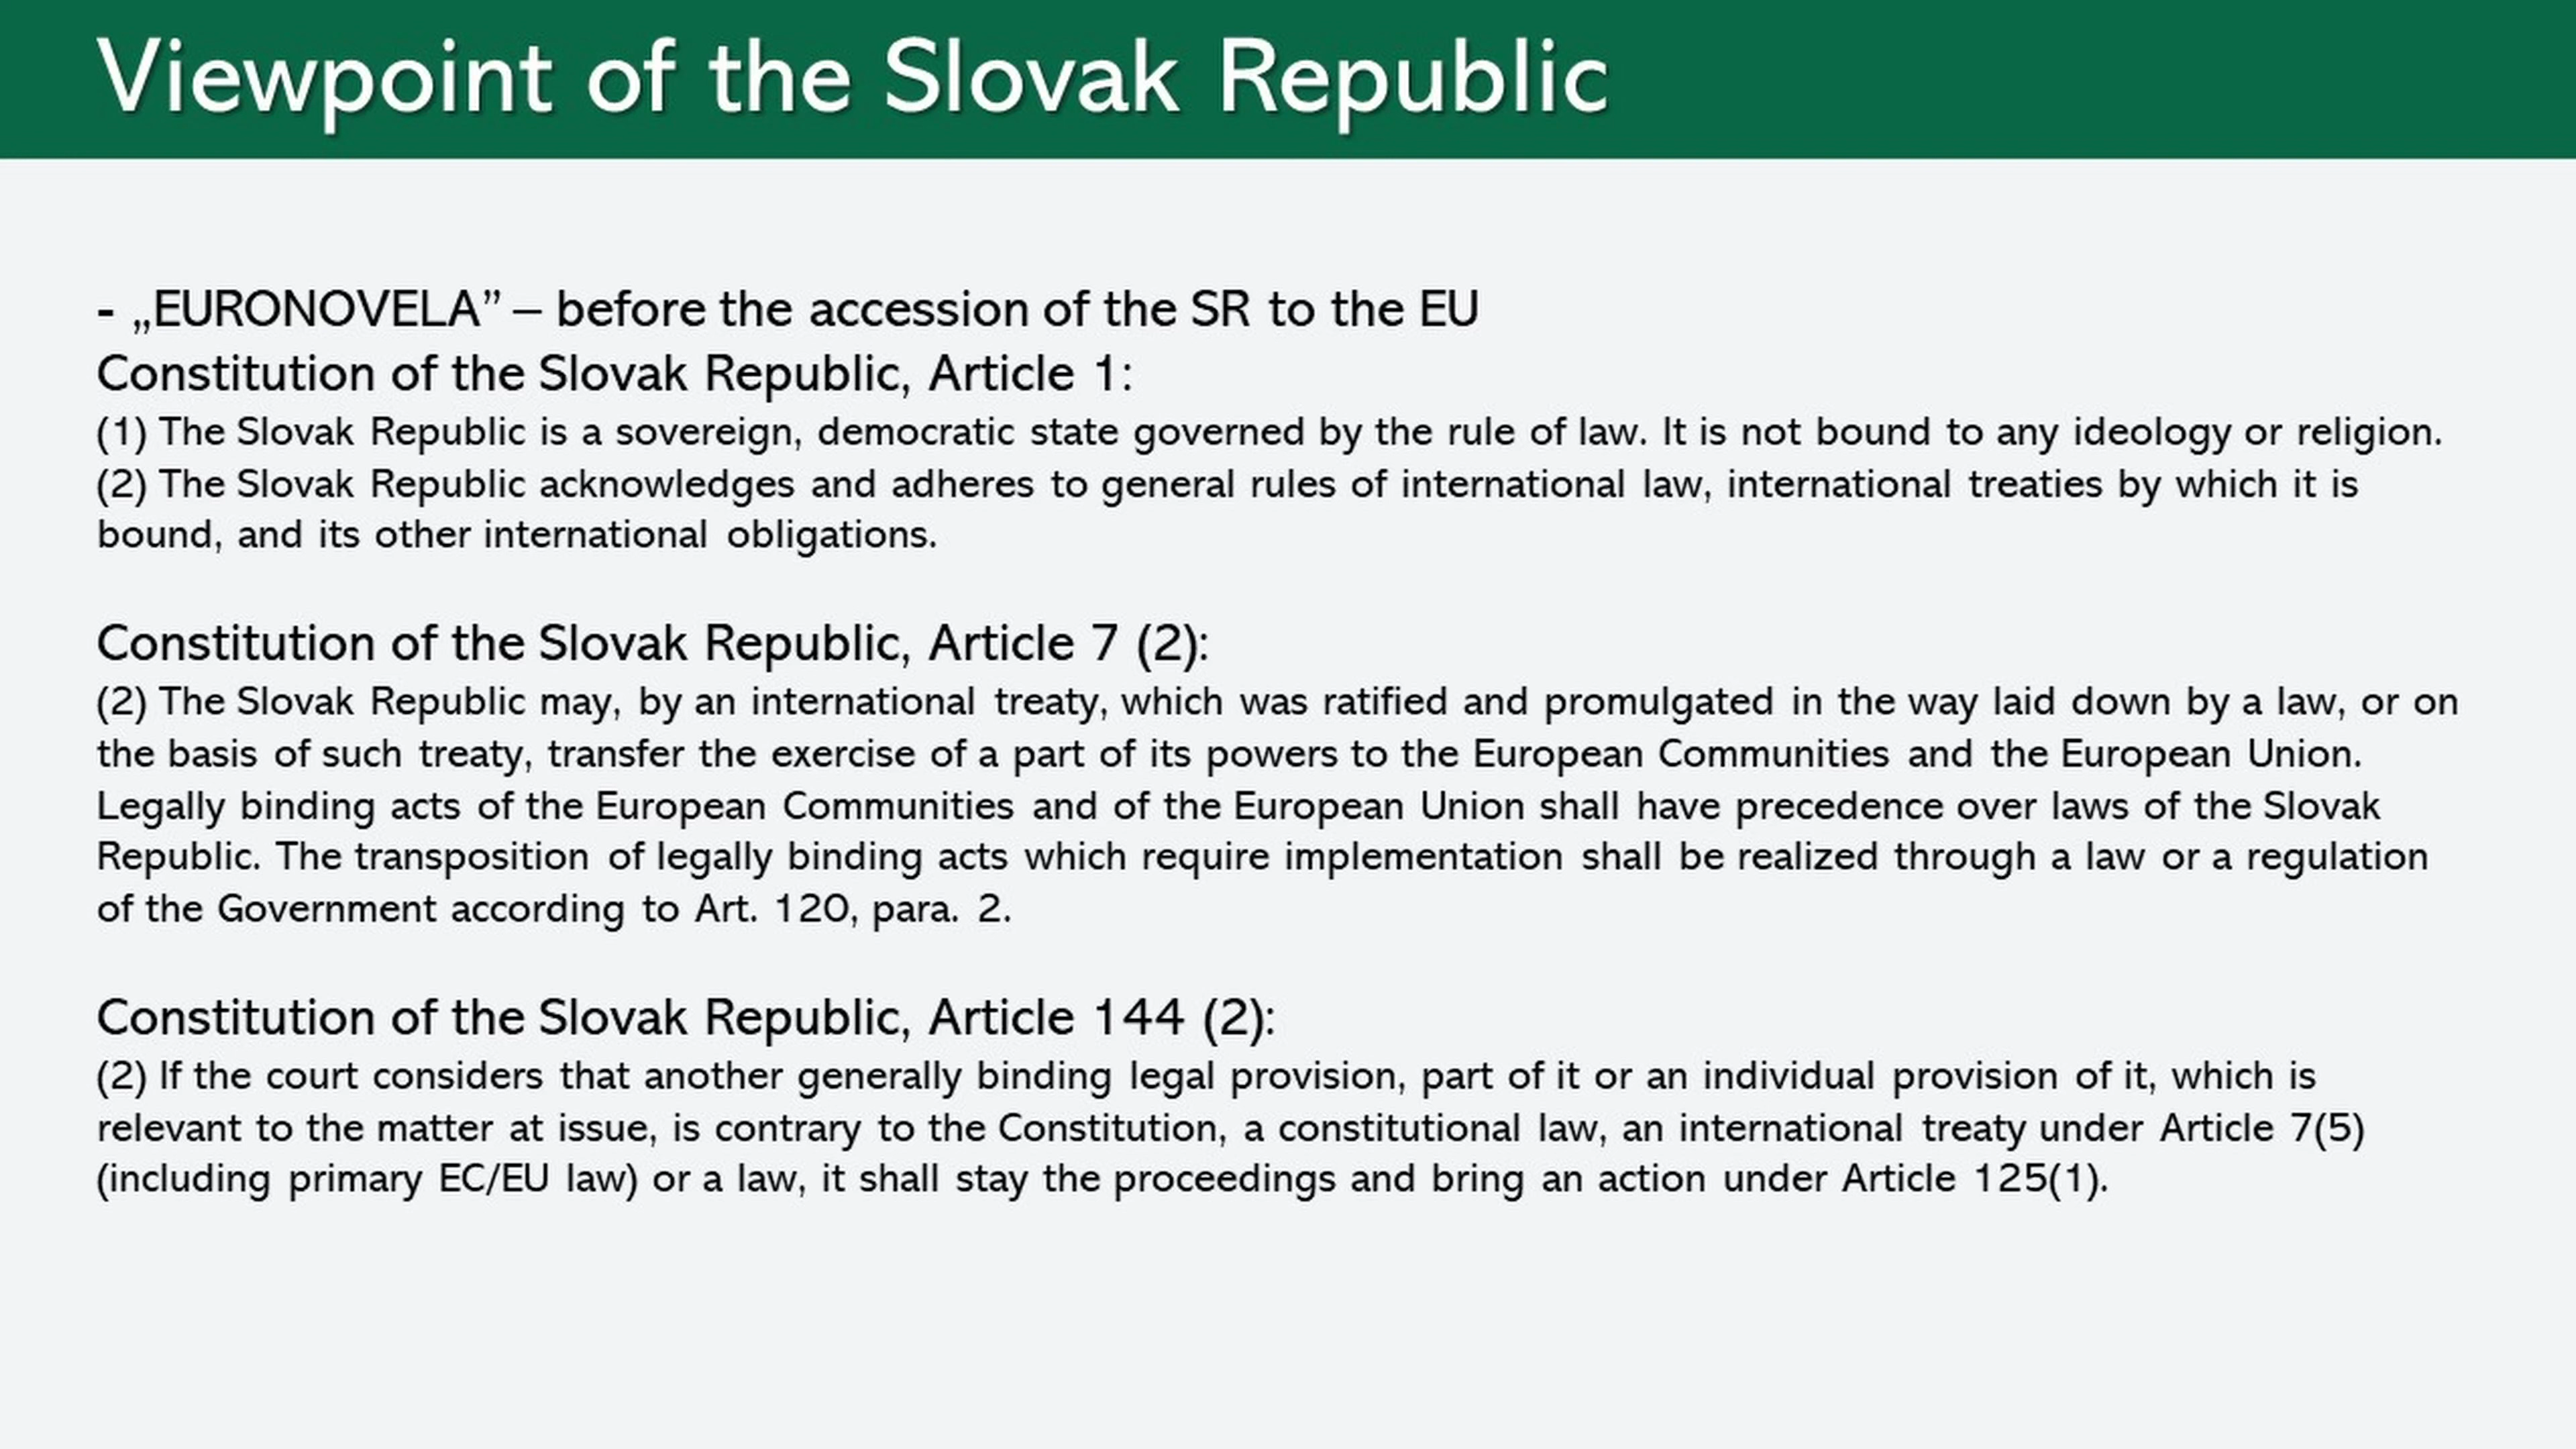 Viewpoint of the Slovak Republic
- „EURONOVELA” – before the accession of the SR to the EU
Constitution of the Slovak Republic, Article 1:
(1) The Slovak Republic is a sovereign, democratic state governed by the rule of law. It is not bound to any ideology or religion.
(2) The Slovak Republic acknowledges and adheres to general rules of international law, international treaties by which it is
bound, and its other international obligations.
Constitution of the Slovak Republic, Article 7 (2):
(2) The Slovak Republic may, by an international treaty, which was ratified and promulgated in the way laid down by a law, or on
the basis of such treaty, transfer the exercise of a part of its powers to the European Communities and the European Union.
Legally binding acts of the European Communities and of the European Union shall have precedence over laws of the Slovak
Republic. The transposition of legally binding acts which require implementation shall be realized through a law or a regulation
of the Government according to Art. 120, para. 2.
Constitution of the Slovak Republic, Article 144 (2):
(2) If the court considers that another generally binding legal provision, part of it or an individual provision of it, which is
relevant to the matter at issue, is contrary to the Constitution, a constitutional law, an international treaty under Article 7(5)
(including primary EC/EU law) or a law, it shall stay the proceedings and bring an action under Article 125(1).